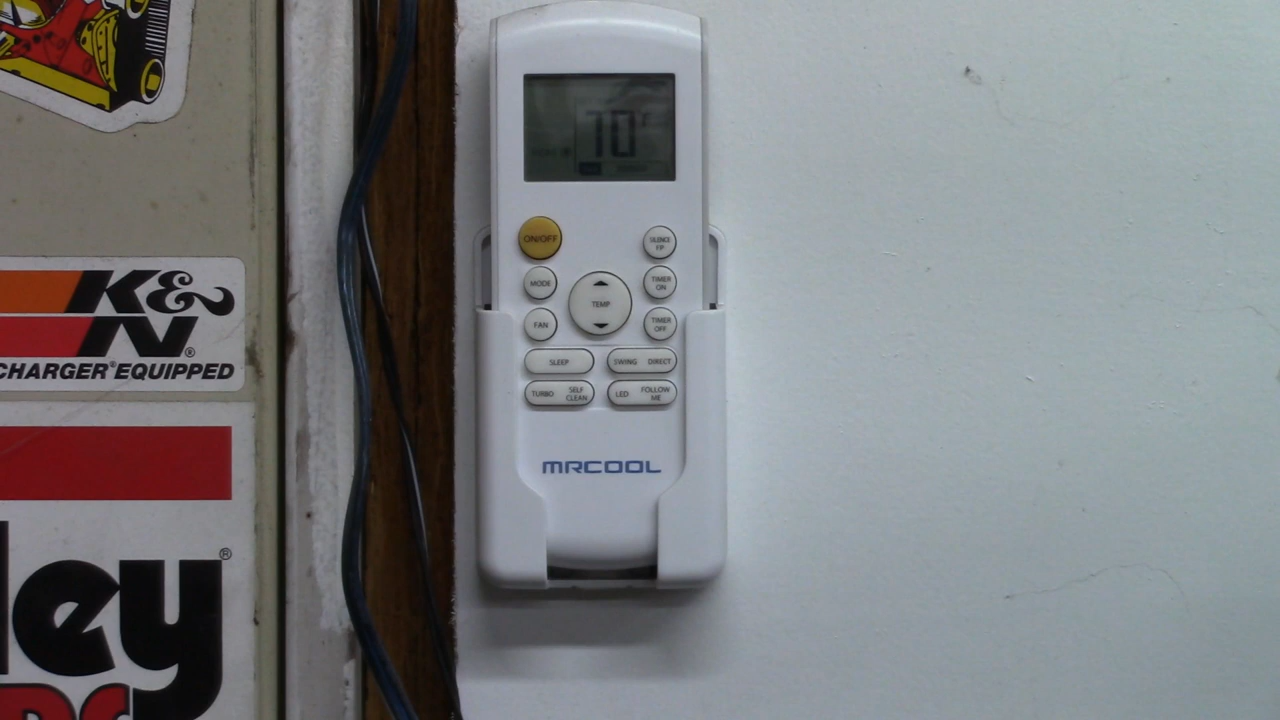 70°F
ON/OFF
SILENCE
FP
MODE
TEMP
TIMER
ON
FAN
TIMER
OFF
SLEEP
SWING DIRECT
TURBO SELF
CLEAN
LED FOLLOW
ME
MRCOOL
K&N®
CHARGER® EQUIPPED
ley®